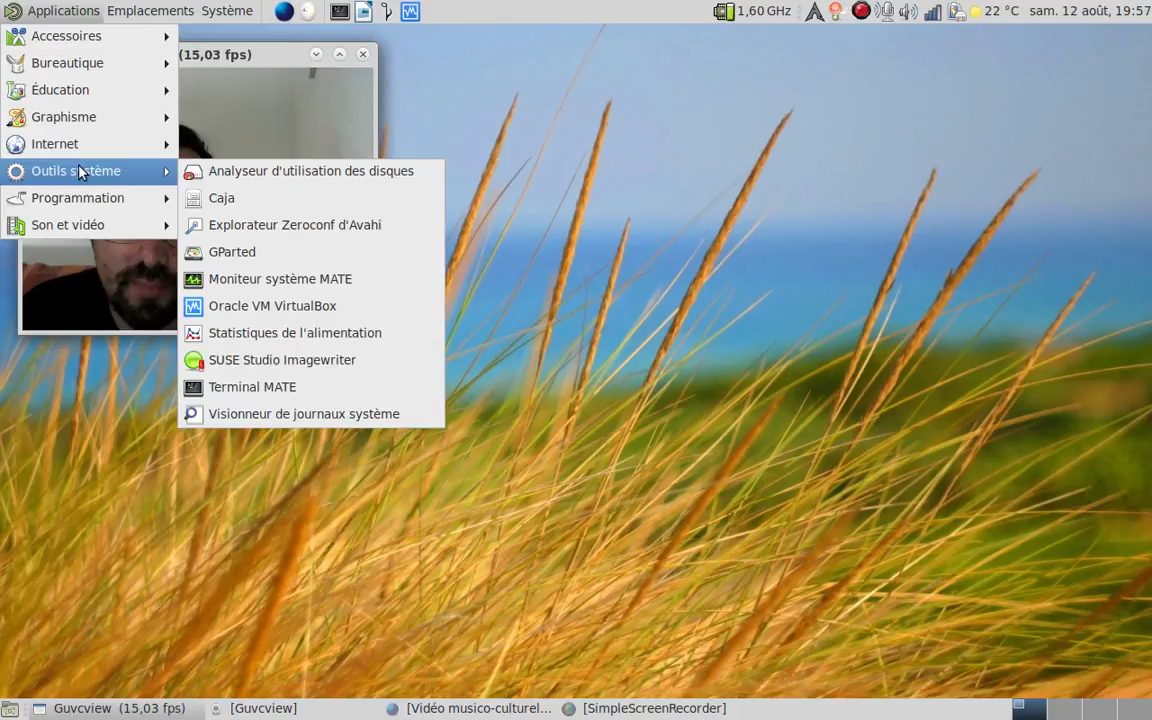 Applications Emplacements Système 1,60 GHz 22 °C sam. 12 août, 19:57
(15,03 fps)
Accessoires
Bureautique
Éducation
Graphisme
Internet
Outils système
Programmation
Son et vidéo
Analyseur d'utilisation des disques
Caja
Explorateur Zeroconf d'Avahi
GParted
Moniteur système MATE
Oracle VM VirtualBox
Statistiques de l'alimentation
SUSE Studio Imagewriter
Terminal MATE
Visionneur de journaux système
Guvcview (15,03 fps) [Guvcview] [Vidéo musico-culturel... [SimpleScreenRecorder]